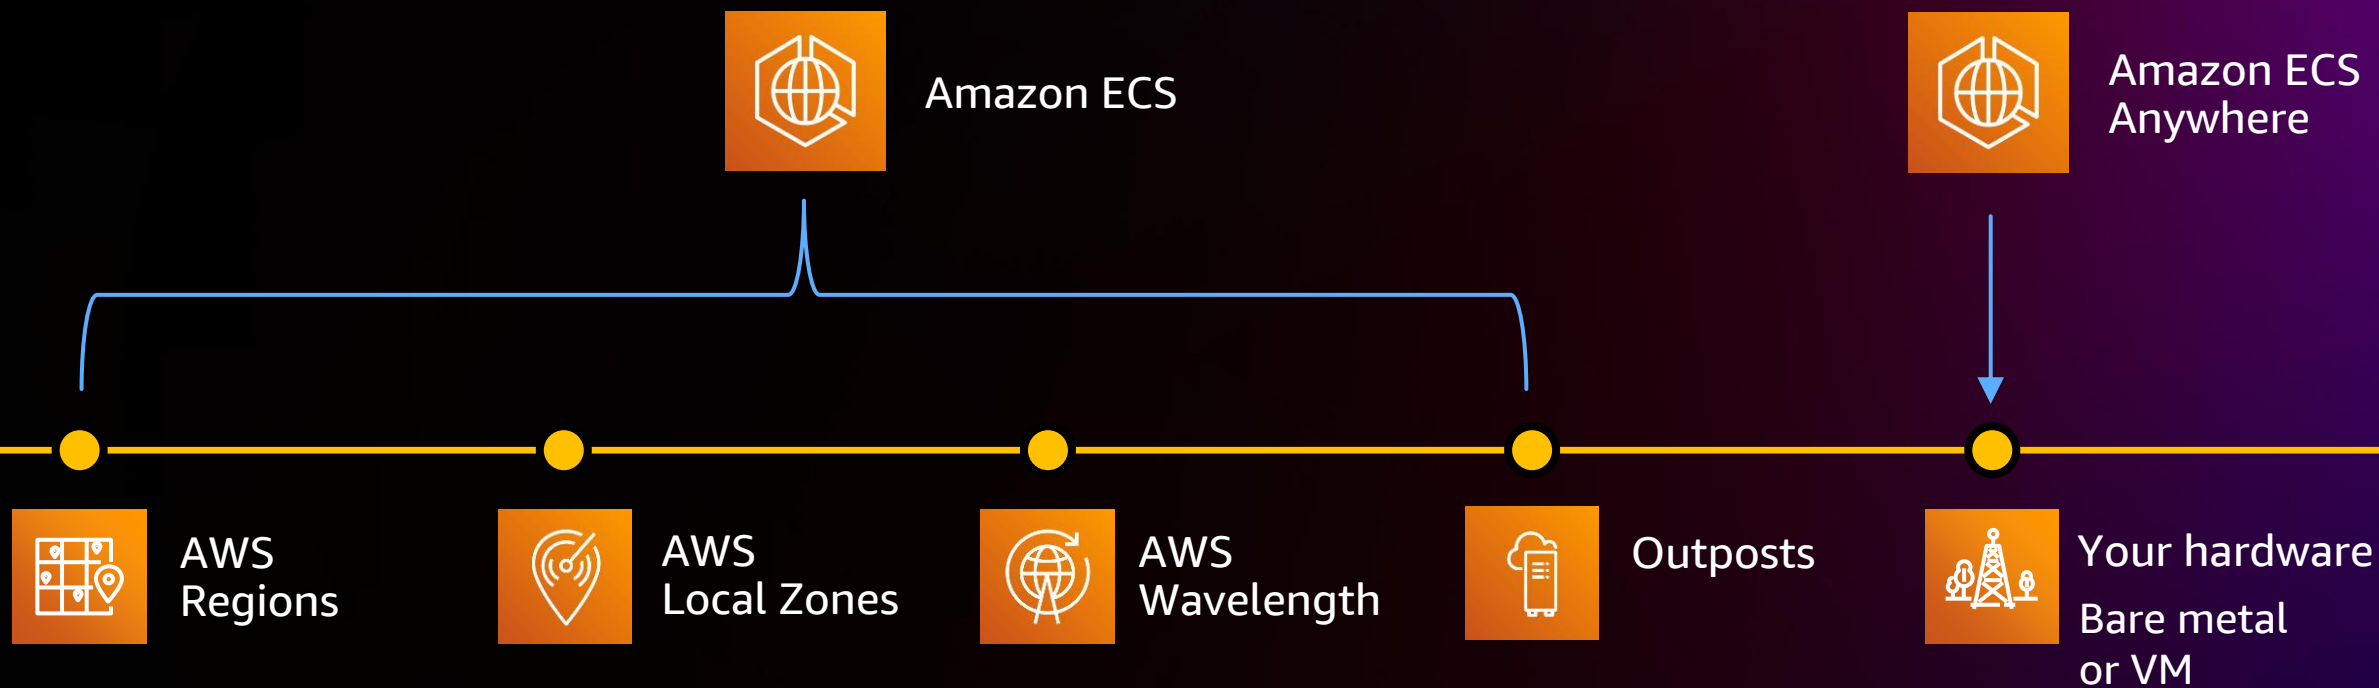 Amazon ECS
Amazon ECS
Anywhere
AWS
Regions
AWS
Local Zones
AWS
Wavelength
Outposts
Your hardware
Bare metal
or VM